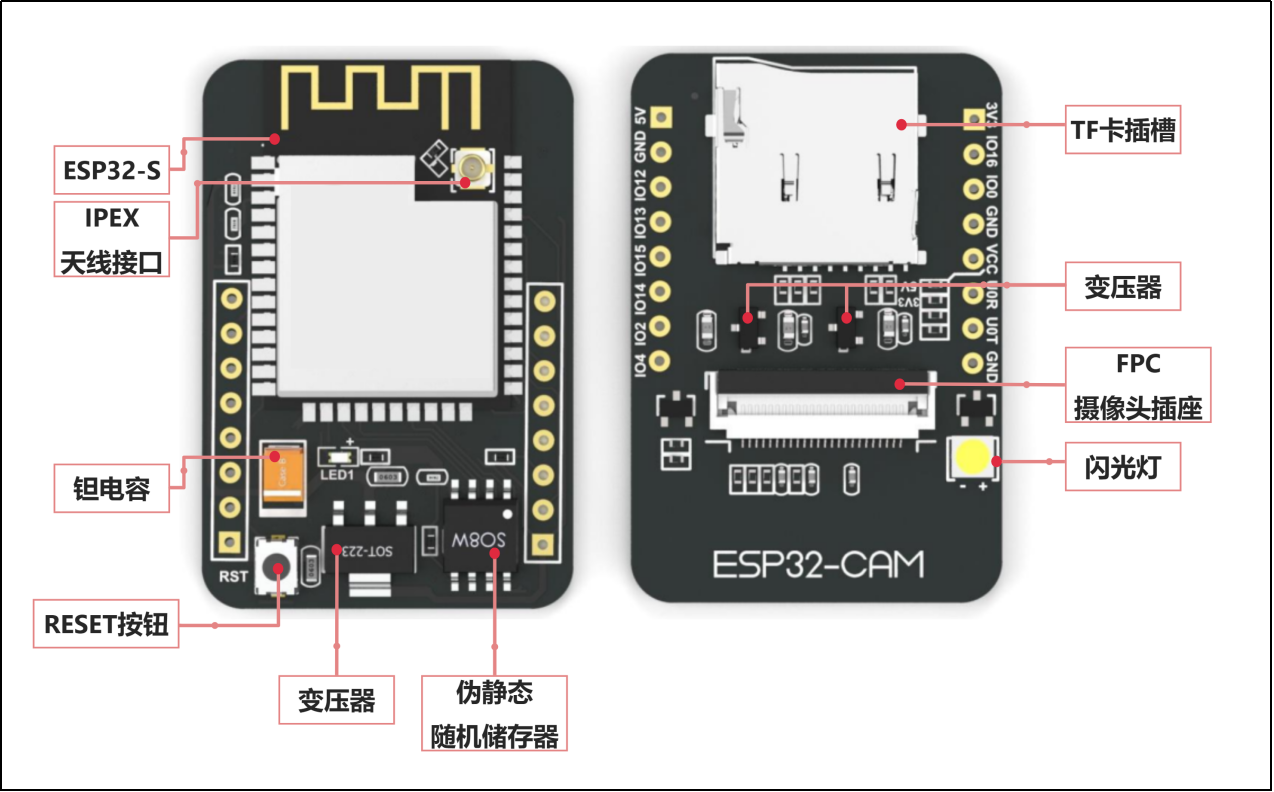 ESP32-S
IPEX
天线接口
钽电容
RESET按钮
变压器
伪静态
随机储存器
LED1
+
RST
Case B
SOT-223
SO8W
5V
GND
IO12
IO13
IO15
IO14
IO2
IO4
3V3
IO16
IO0
GND
VCC
U0R
U0T
GND
5V
3V3
- +
ESP32-CAM
TF卡插槽
变压器
FPC
摄像头插座
闪光灯